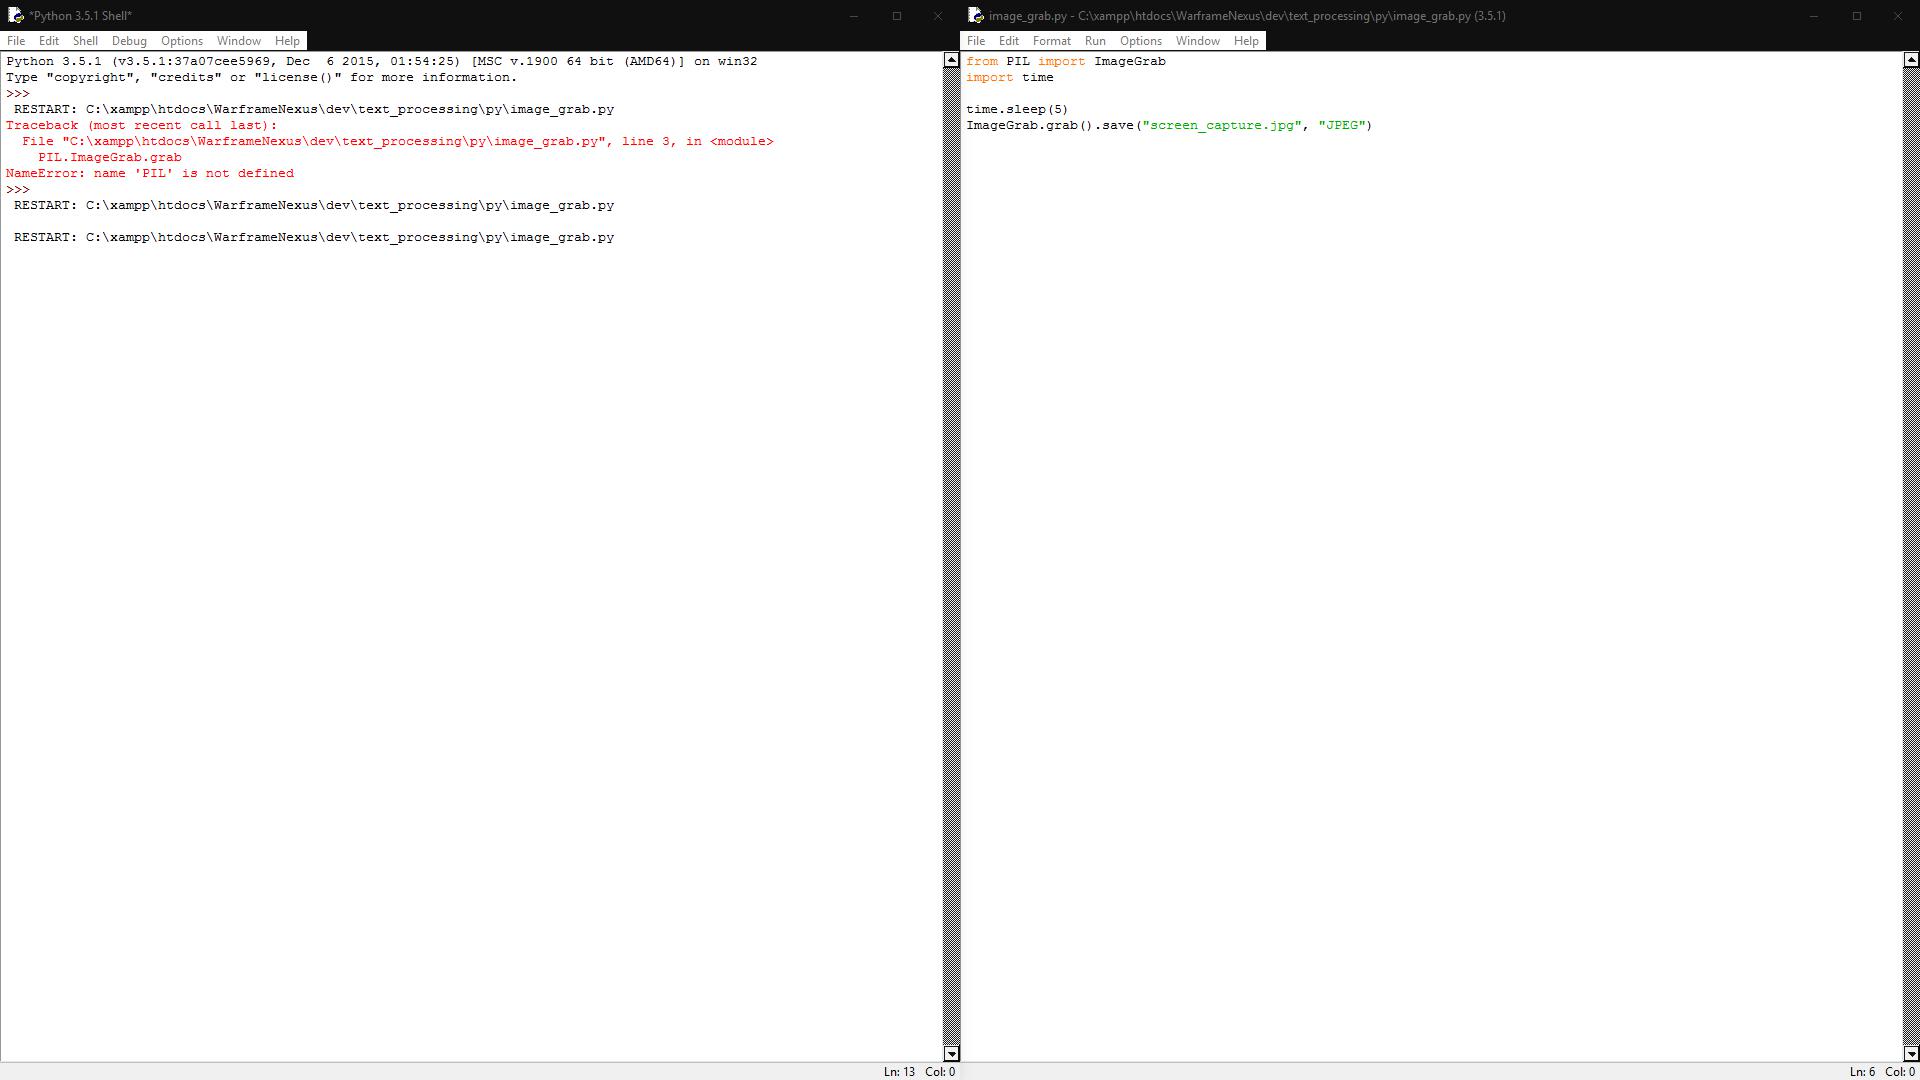 *Python 3.5.1 Shell*
File Edit Shell Debug Options Window Help
Python 3.5.1 (v3.5.1:37a07cee5969, Dec  6 2015, 01:54:25) [MSC v.1900 64 bit (AMD64)] on win32
Type "copyright", "credits" or "license()" for more information.
>>>
 RESTART: C:\xampp\htdocs\WarframeNexus\dev\text_processing\py\image_grab.py
Traceback (most recent call last):
  File "C:\xampp\htdocs\WarframeNexus\dev\text_processing\py\image_grab.py", line 3, in <module>
    PIL.ImageGrab.grab
NameError: name 'PIL' is not defined
>>>
 RESTART: C:\xampp\htdocs\WarframeNexus\dev\text_processing\py\image_grab.py
 RESTART: C:\xampp\htdocs\WarframeNexus\dev\text_processing\py\image_grab.py
Ln: 13 Col: 0
image_grab.py - C:\xampp\htdocs\WarframeNexus\dev\text_processing\py\image_grab.py (3.5.1)
File Edit Format Run Options Window Help
from PIL import ImageGrab
import time
time.sleep(5)
ImageGrab.grab().save("screen_capture.jpg", "JPEG")
Ln: 6 Col: 0